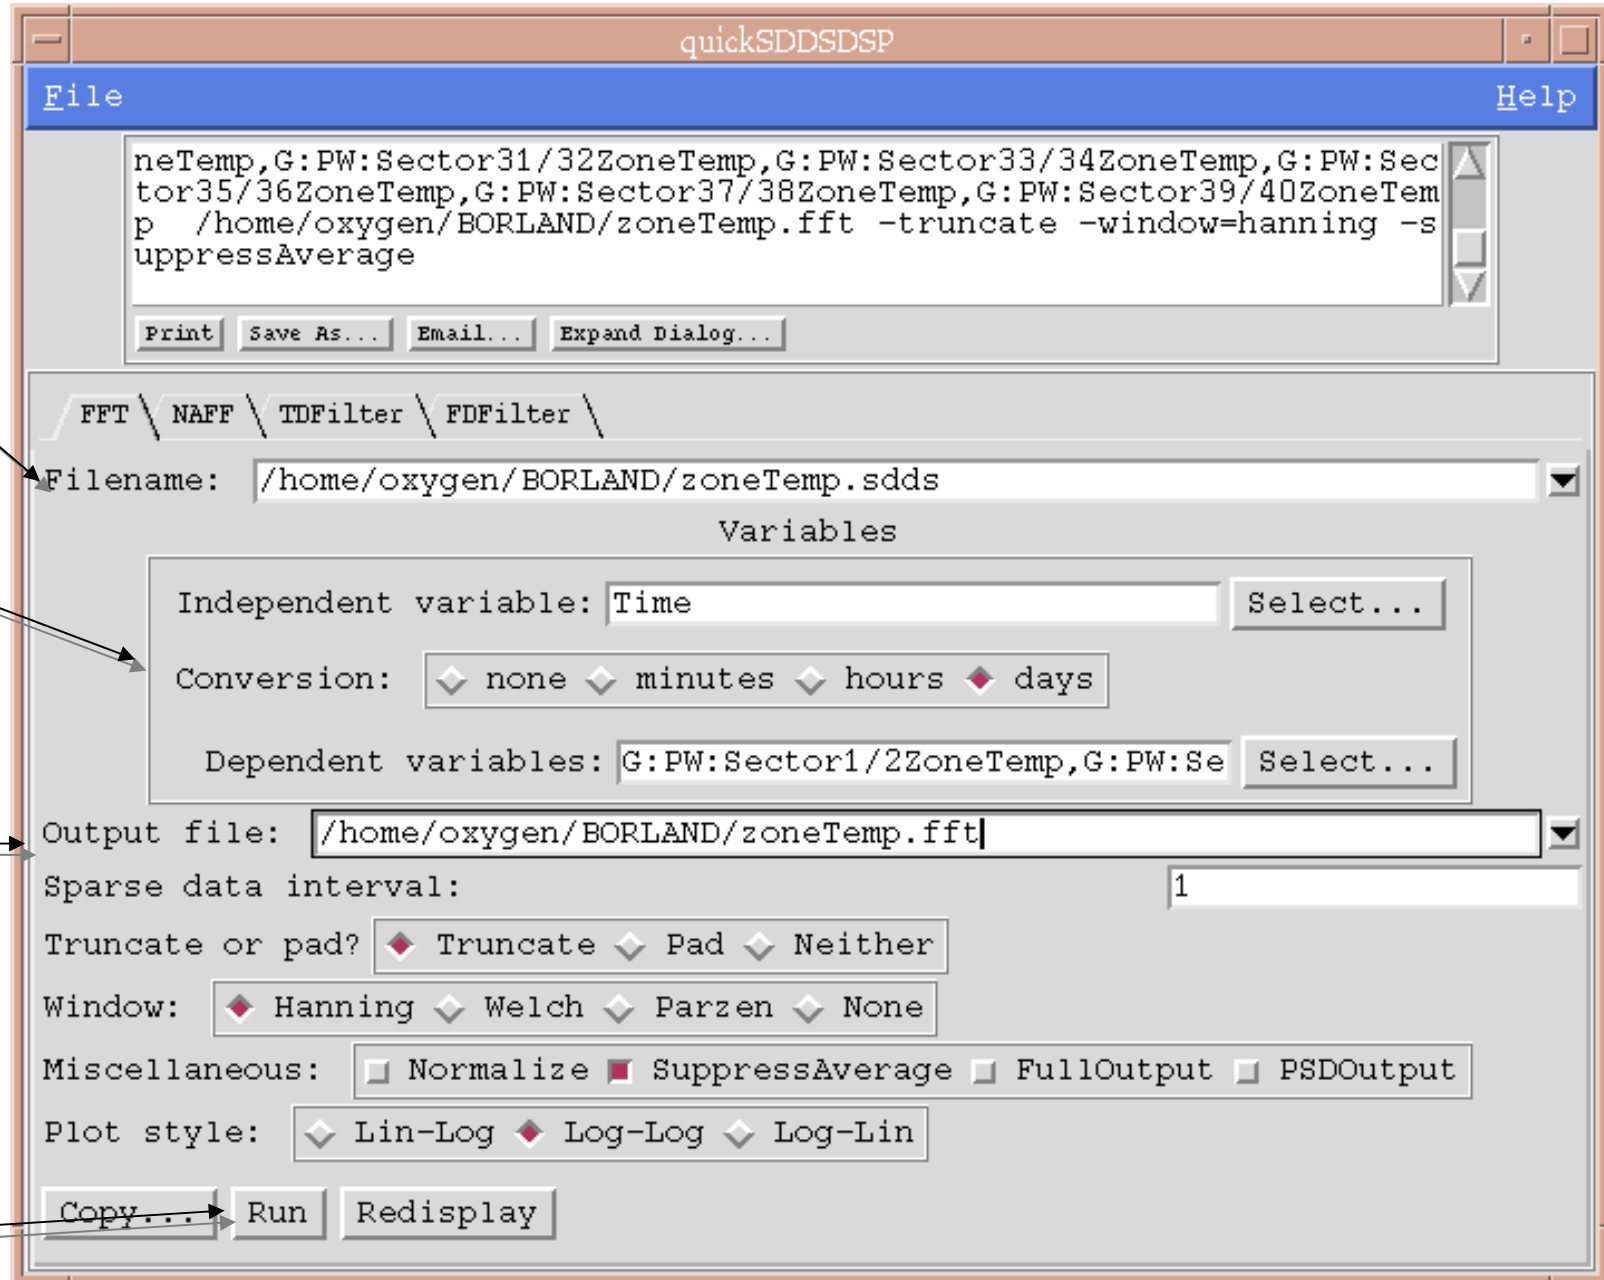 quickSDDSDSP
File Help
neTemp,G:PW:Sector31/32ZoneTemp,G:PW:Sector33/34ZoneTemp,G:PW:Sec
tor35/36ZoneTemp,G:PW:Sector37/38ZoneTemp,G:PW:Sector39/40ZoneTem
p  /home/oxygen/BORLAND/zoneTemp.fft -truncate -window=hanning -s
uppressAverage
Print Save As... Email... Expand Dialog...
FFT NAFF TDFilter FDFilter
Filename: /home/oxygen/BORLAND/zoneTemp.sdds
Variables
Independent variable: Time Select...
Conversion: none minutes hours days
Dependent variables: G:PW:Sector1/2ZoneTemp,G:PW:Se Select...
Output file: /home/oxygen/BORLAND/zoneTemp.fft
Sparse data interval: 1
Truncate or pad? Truncate Pad Neither
Window: Hanning Welch Parzen None
Miscellaneous: Normalize SuppressAverage FullOutput PSDOutput
Plot style: Lin-Log Log-Log Log-Lin
Copy... Run Redisplay